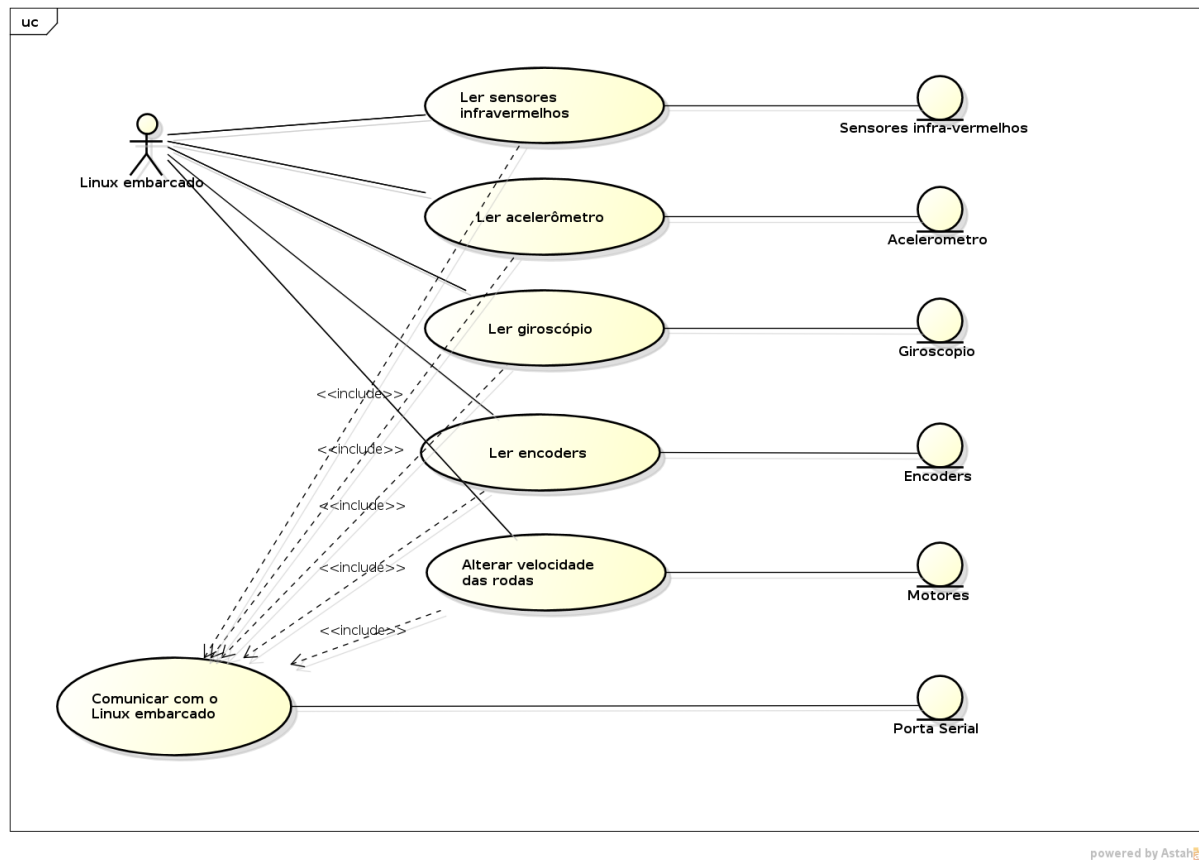 uc
Ler sensores
infravermelhos
Sensores infra-vermelhos
Linux embarcado
Ler acelerômetro
Acelerometro
Ler giroscópio
Giroscopio
<<include>>
<<include>>
Ler encoders
Encoders
<<include>>
<<include>>
Alterar velocidade
das rodas
Motores
<<include>>
Comunicar com o
Linux embarcado
Porta Serial
powered by Astah